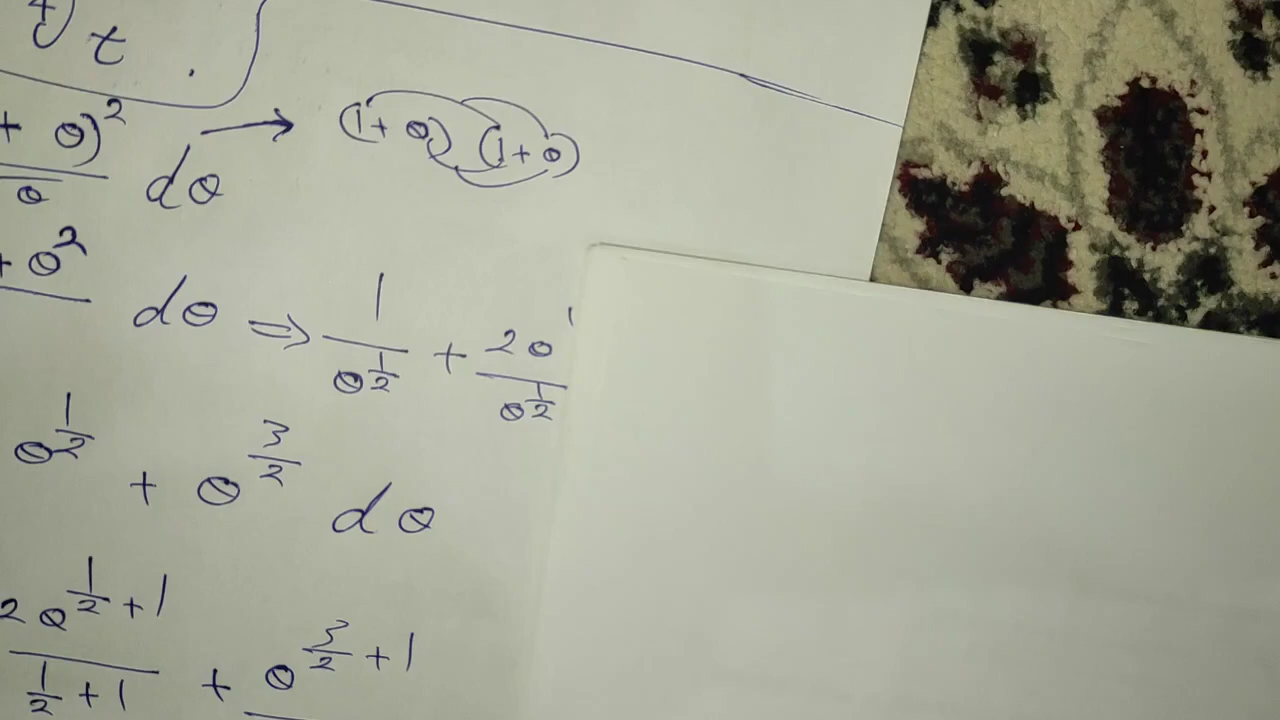 t .
+ θ)² / θ dθ → (1 + θ) (1 + θ)
+ θ² dθ ⇒ 1/θ^(1/2) + 2θ¹/θ^(1/2)
θ^(1/2) + θ^(3/2) dθ
2θ^(1/2 + 1) / (1/2 + 1) + θ^(3/2 + 1)